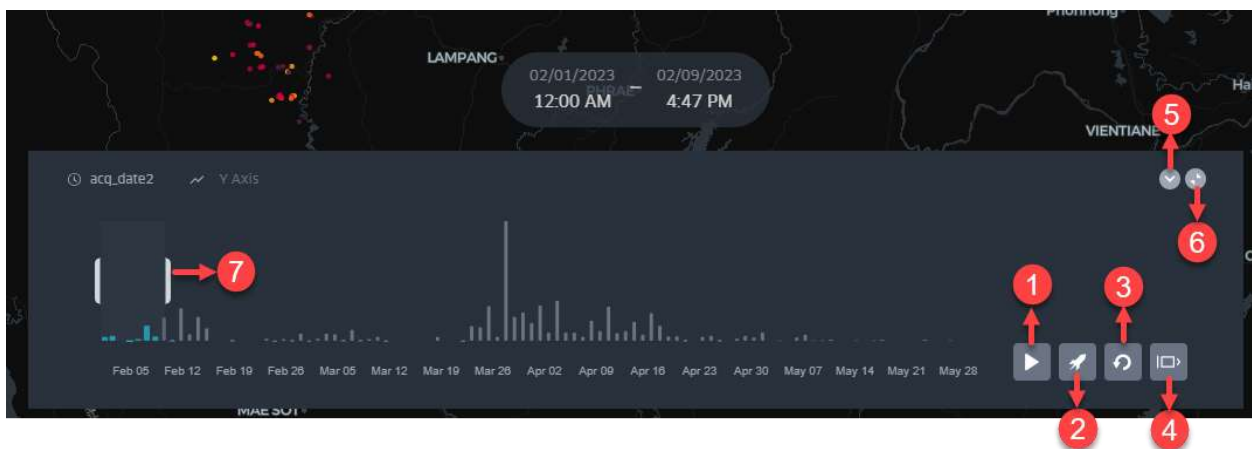 Phonhong
LAMPANG
02/01/2023 – 02/09/2023
PHRAE
12:00 AM 4:47 PM
Ha
5
VIENTIANE
acq_date2 Y Axis
6
7
1
3
Feb 05 Feb 12 Feb 19 Feb 26 Mar 05 Mar 12 Mar 19 Mar 26 Apr 02 Apr 09 Apr 16 Apr 23 Apr 30 May 07 May 14 May 21 May 28
MAE SOT
2
4